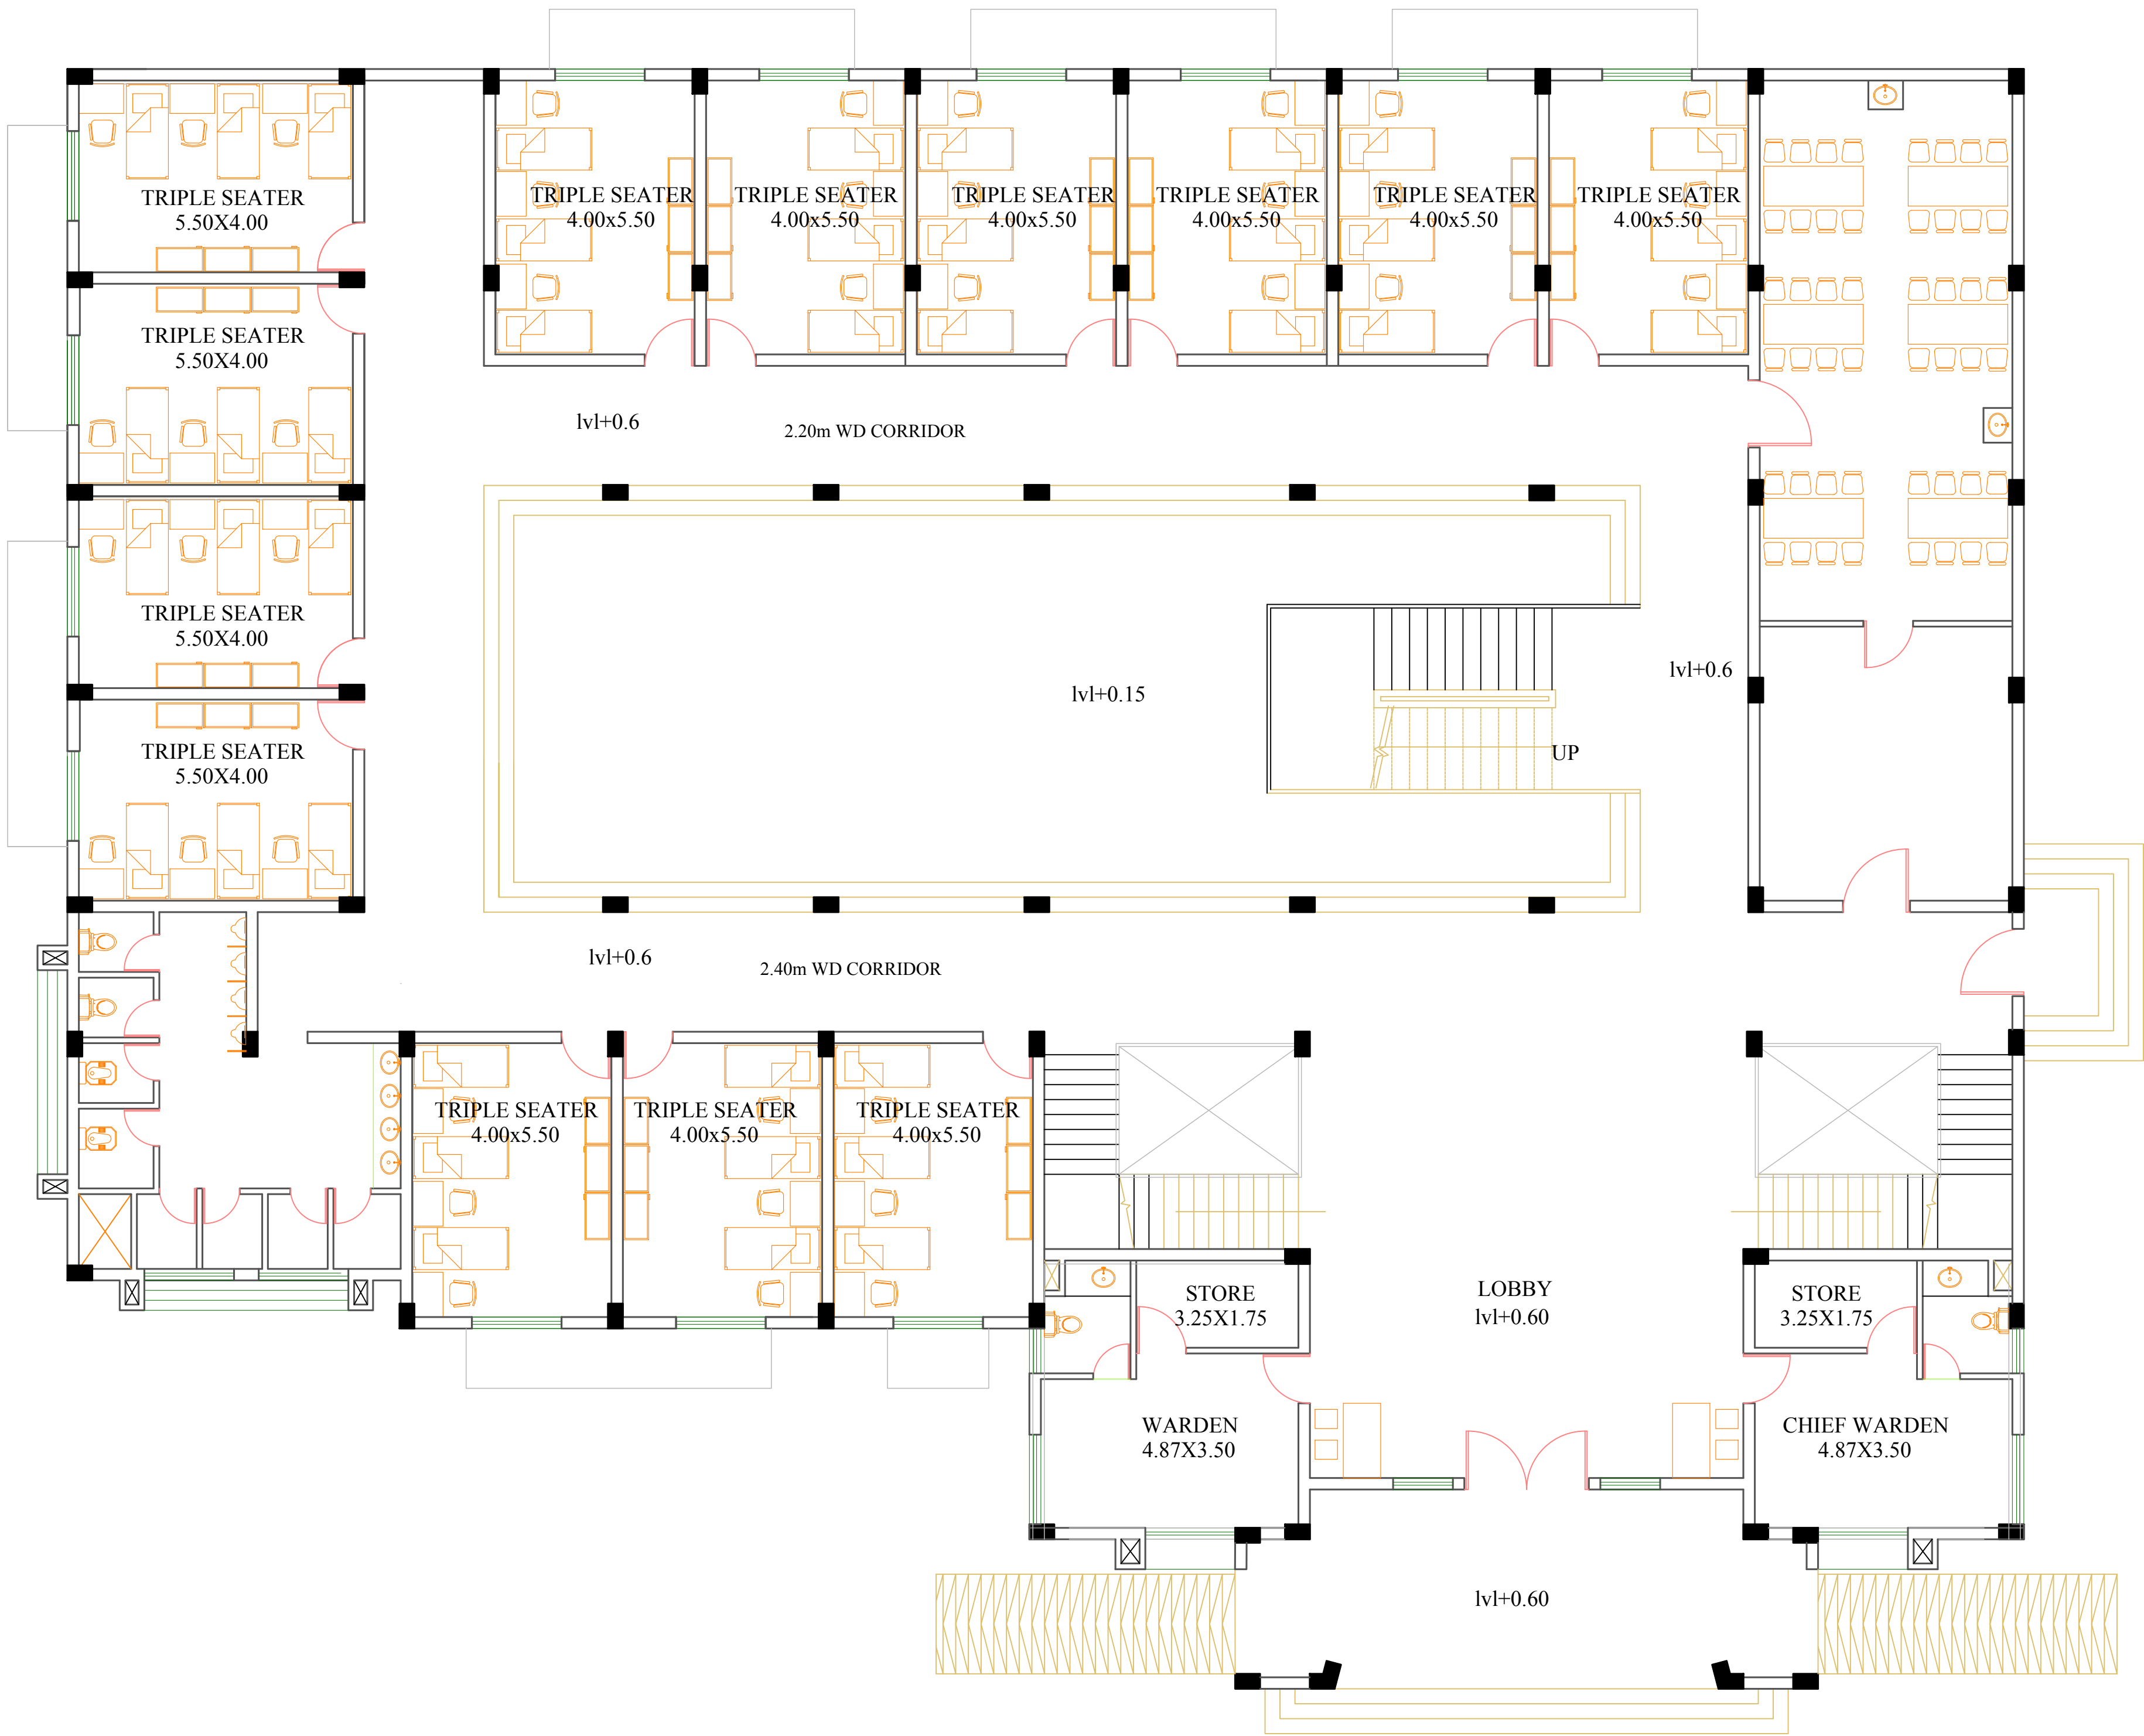 TRIPLE SEATER
5.50X4.00
TRIPLE SEATER
4.00x5.50
TRIPLE SEATER
4.00x5.50
TRIPLE SEATER
4.00x5.50
TRIPLE SEATER
4.00x5.50
TRIPLE SEATER
4.00x5.50
TRIPLE SEATER
4.00x5.50
TRIPLE SEATER
5.50X4.00
lvl+0.6
2.20m WD CORRIDOR
TRIPLE SEATER
5.50X4.00
lvl+0.15
lvl+0.6
TRIPLE SEATER
5.50X4.00
UP
lvl+0.6
2.40m WD CORRIDOR
TRIPLE SEATER
4.00x5.50
TRIPLE SEATER
4.00x5.50
TRIPLE SEATER
4.00x5.50
STORE
3.25X1.75
LOBBY
lvl+0.60
STORE
3.25X1.75
WARDEN
4.87X3.50
CHIEF WARDEN
4.87X3.50
lvl+0.60